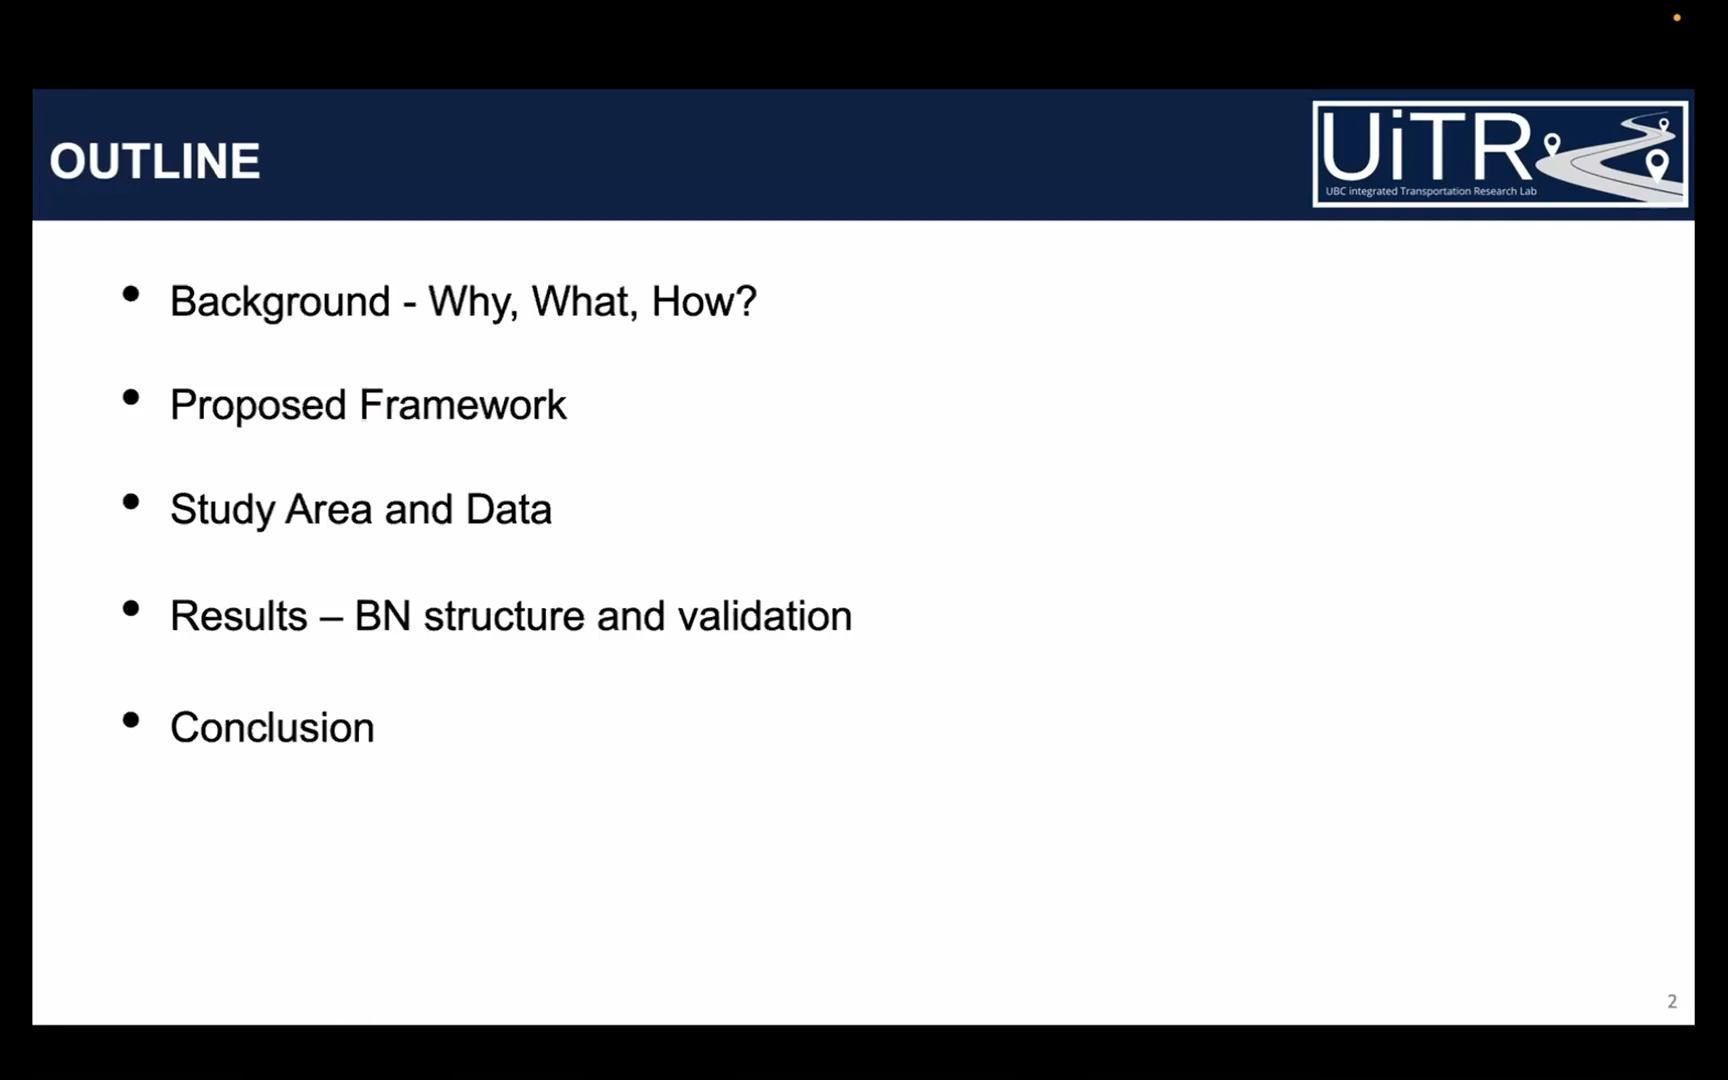 OUTLINE
UiTR
UBC integrated Transportation Research Lab
• Background - Why, What, How?
• Proposed Framework
• Study Area and Data
• Results – BN structure and validation
• Conclusion
2